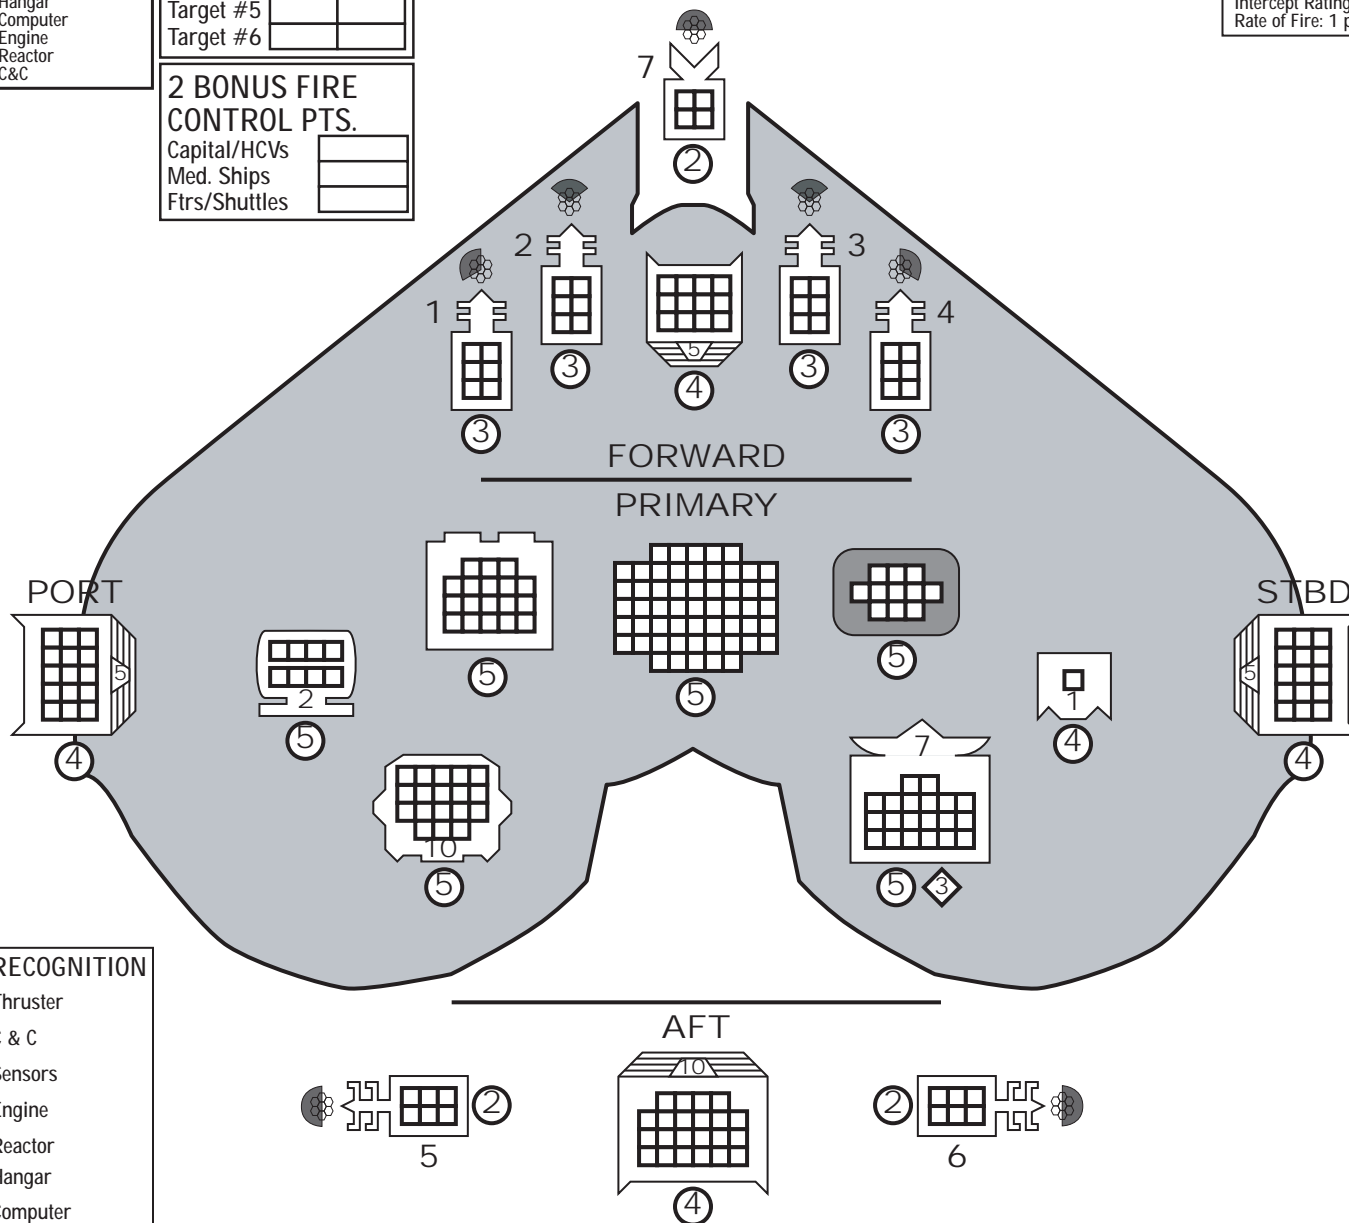 Hangar
Computer
Engine
Reactor
C&C
Target #5
Target #6
2 BONUS FIRE
CONTROL PTS.
Capital/HCVs
Med. Ships
Ftrs/Shuttles
Intercept Rating
Rate of Fire: 1 p
7
2
2
3
1
4
5
3
3
4
3
3
FORWARD
PRIMARY
PORT
STBD
5
5
2
5
5
5
5
1
4
4
5
4
7
10
5
5
3
RECOGNITION
Thruster
C & C
Sensors
Engine
Reactor
Hangar
Computer
AFT
10
2
2
5
6
4